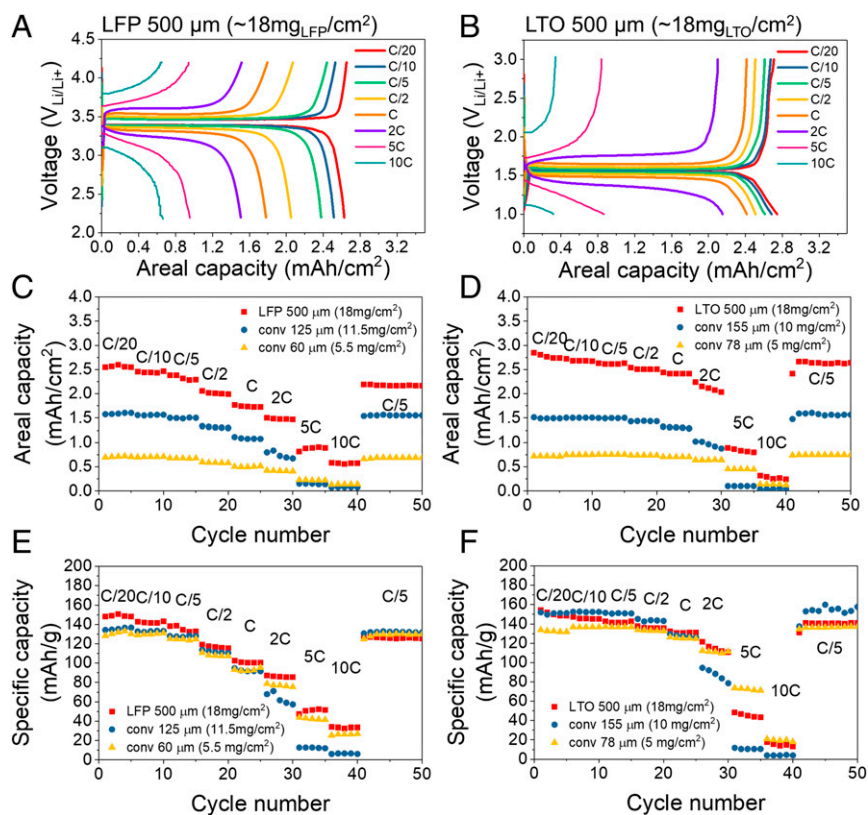 A LFP 500 μm (~18mgLFP/cm²)
4.5
4.0
3.5
3.0
2.5
2.0
Voltage (VLi/Li+)
C/20
C/10
C/5
C/2
C
2C
5C
10C
0.0 0.4 0.8 1.2 1.6 2.0 2.4 2.8 3.2
Areal capacity (mAh/cm²)
B LTO 500 μm (~18mgLTO/cm²)
3.0
2.5
2.0
1.5
1.0
Voltage (VLi/Li+)
C/20
C/10
C/5
C/2
C
2C
5C
10C
0.0 0.3 0.6 0.9 1.2 1.5 1.8 2.1 2.4 2.7 3.0 3.3
Areal capacity (mAh/cm²)
C
4.0
3.5
3.0
2.5
2.0
1.5
1.0
0.5
0.0
Areal capacity
(mAh/cm²)
LFP 500 μm (18mg/cm²)
conv 125 μm (11.5mg/cm²)
conv 60 μm (5.5 mg/cm²)
C/20 C/10 C/5 C/2 C 2C 5C 10C C/5
0 10 20 30 40 50
Cycle number
D
4.0
3.5
3.0
2.5
2.0
1.5
1.0
0.5
0.0
Areal capacity
(mAh/cm²)
LTO 500 μm (18mg/cm²)
conv 155 μm (10 mg/cm²)
conv 78 μm (5 mg/cm²)
C/20 C/10 C/5 C/2 C 2C 5C 10C C/5
0 10 20 30 40 50
Cycle number
E
200
180
160
140
120
100
80
60
40
20
0
Specific capacity
(mAh/g)
C/20 C/10 C/5 C/2 C 2C 5C 10C C/5
LFP 500 μm (18mg/cm²)
conv 125 μm (11.5mg/cm²)
conv 60 μm (5.5 mg/cm²)
0 10 20 30 40 50
Cycle number
F
200
180
160
140
120
100
80
60
40
20
0
Specific capacity
(mAh/g)
C/20 C/10 C/5 C/2 C 2C 5C 10C C/5
LTO 500 μm (18mg/cm²)
conv 155 μm (10 mg/cm²)
conv 78 μm (5 mg/cm²)
0 10 20 30 40 50
Cycle number